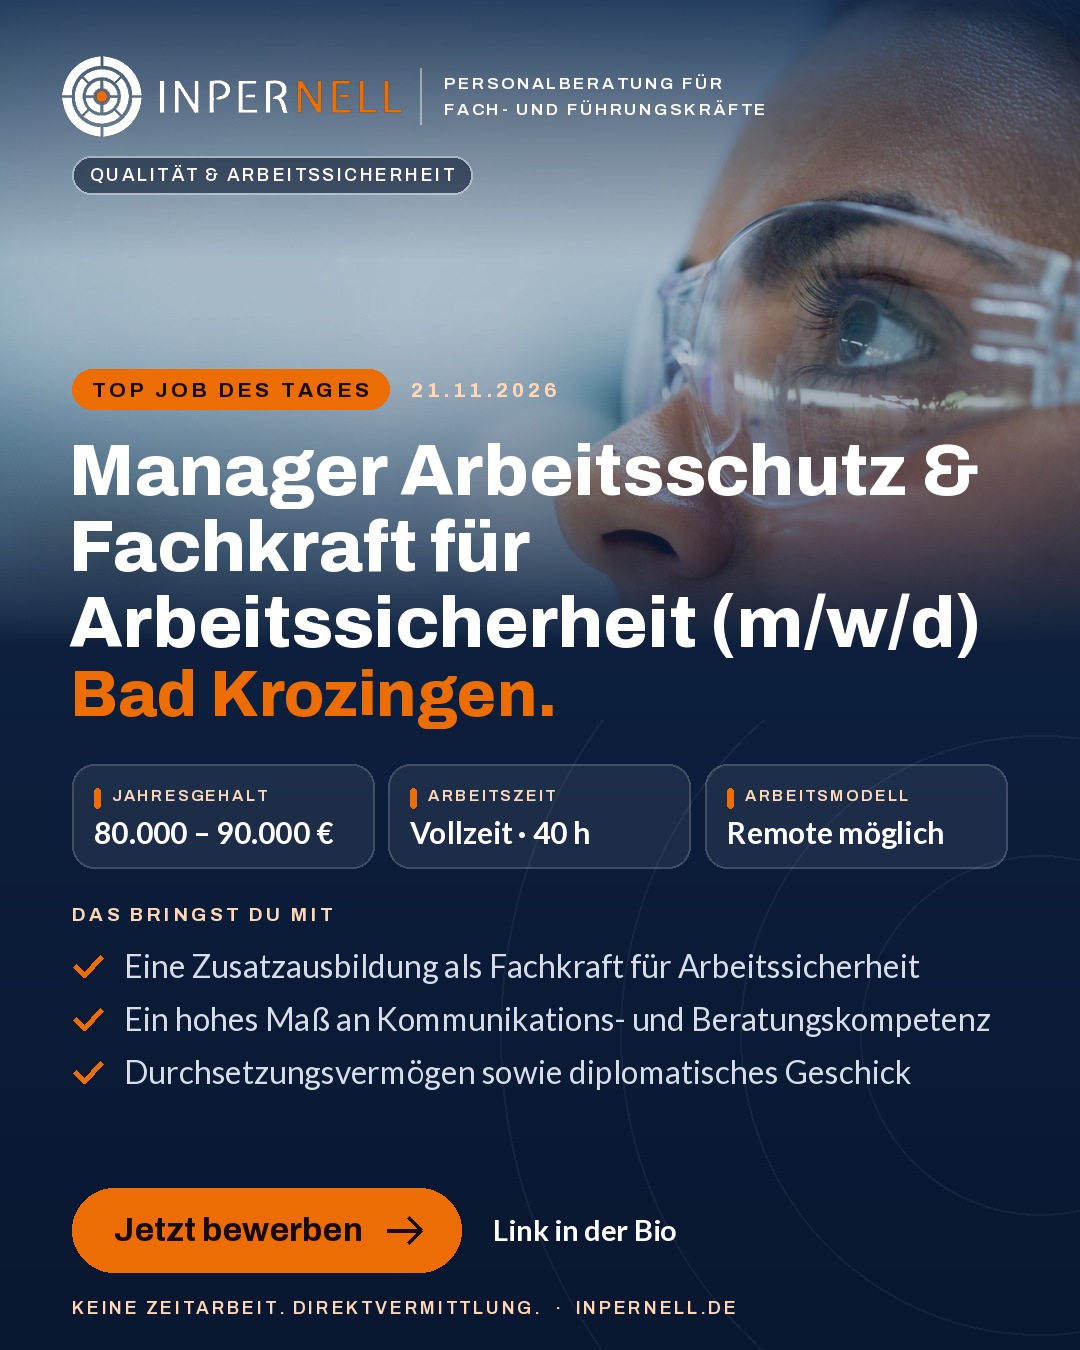 INPERNELL
PERSONALBERATUNG FÜR
FACH- UND FÜHRUNGSKRÄFTE
QUALITÄT & ARBEITSSICHERHEIT
TOP JOB DES TAGES 21.11.2026
Manager Arbeitsschutz &
Fachkraft für
Arbeitssicherheit (m/w/d)
Bad Krozingen.
JAHRESGEHALT
80.000 – 90.000 €
ARBEITSZEIT
Vollzeit · 40 h
ARBEITSMODELL
Remote möglich
DAS BRINGST DU MIT
Eine Zusatzausbildung als Fachkraft für Arbeitssicherheit
Ein hohes Maß an Kommunikations- und Beratungskompetenz
Durchsetzungsvermögen sowie diplomatisches Geschick
Jetzt bewerben → Link in der Bio
KEINE ZEITARBEIT. DIREKTVERMITTLUNG. · INPERNELL.DE